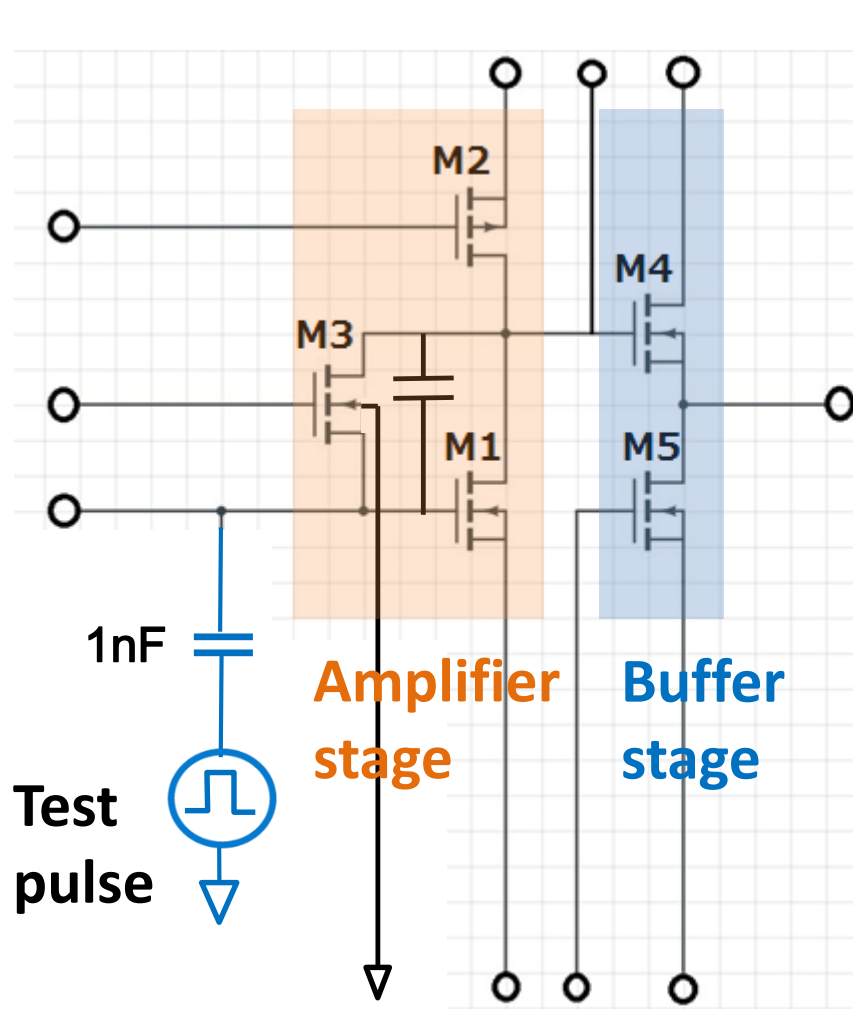 M2
M4
M3
M1
M5
1nF
Amplifier
stage
Buffer
stage
Test
pulse